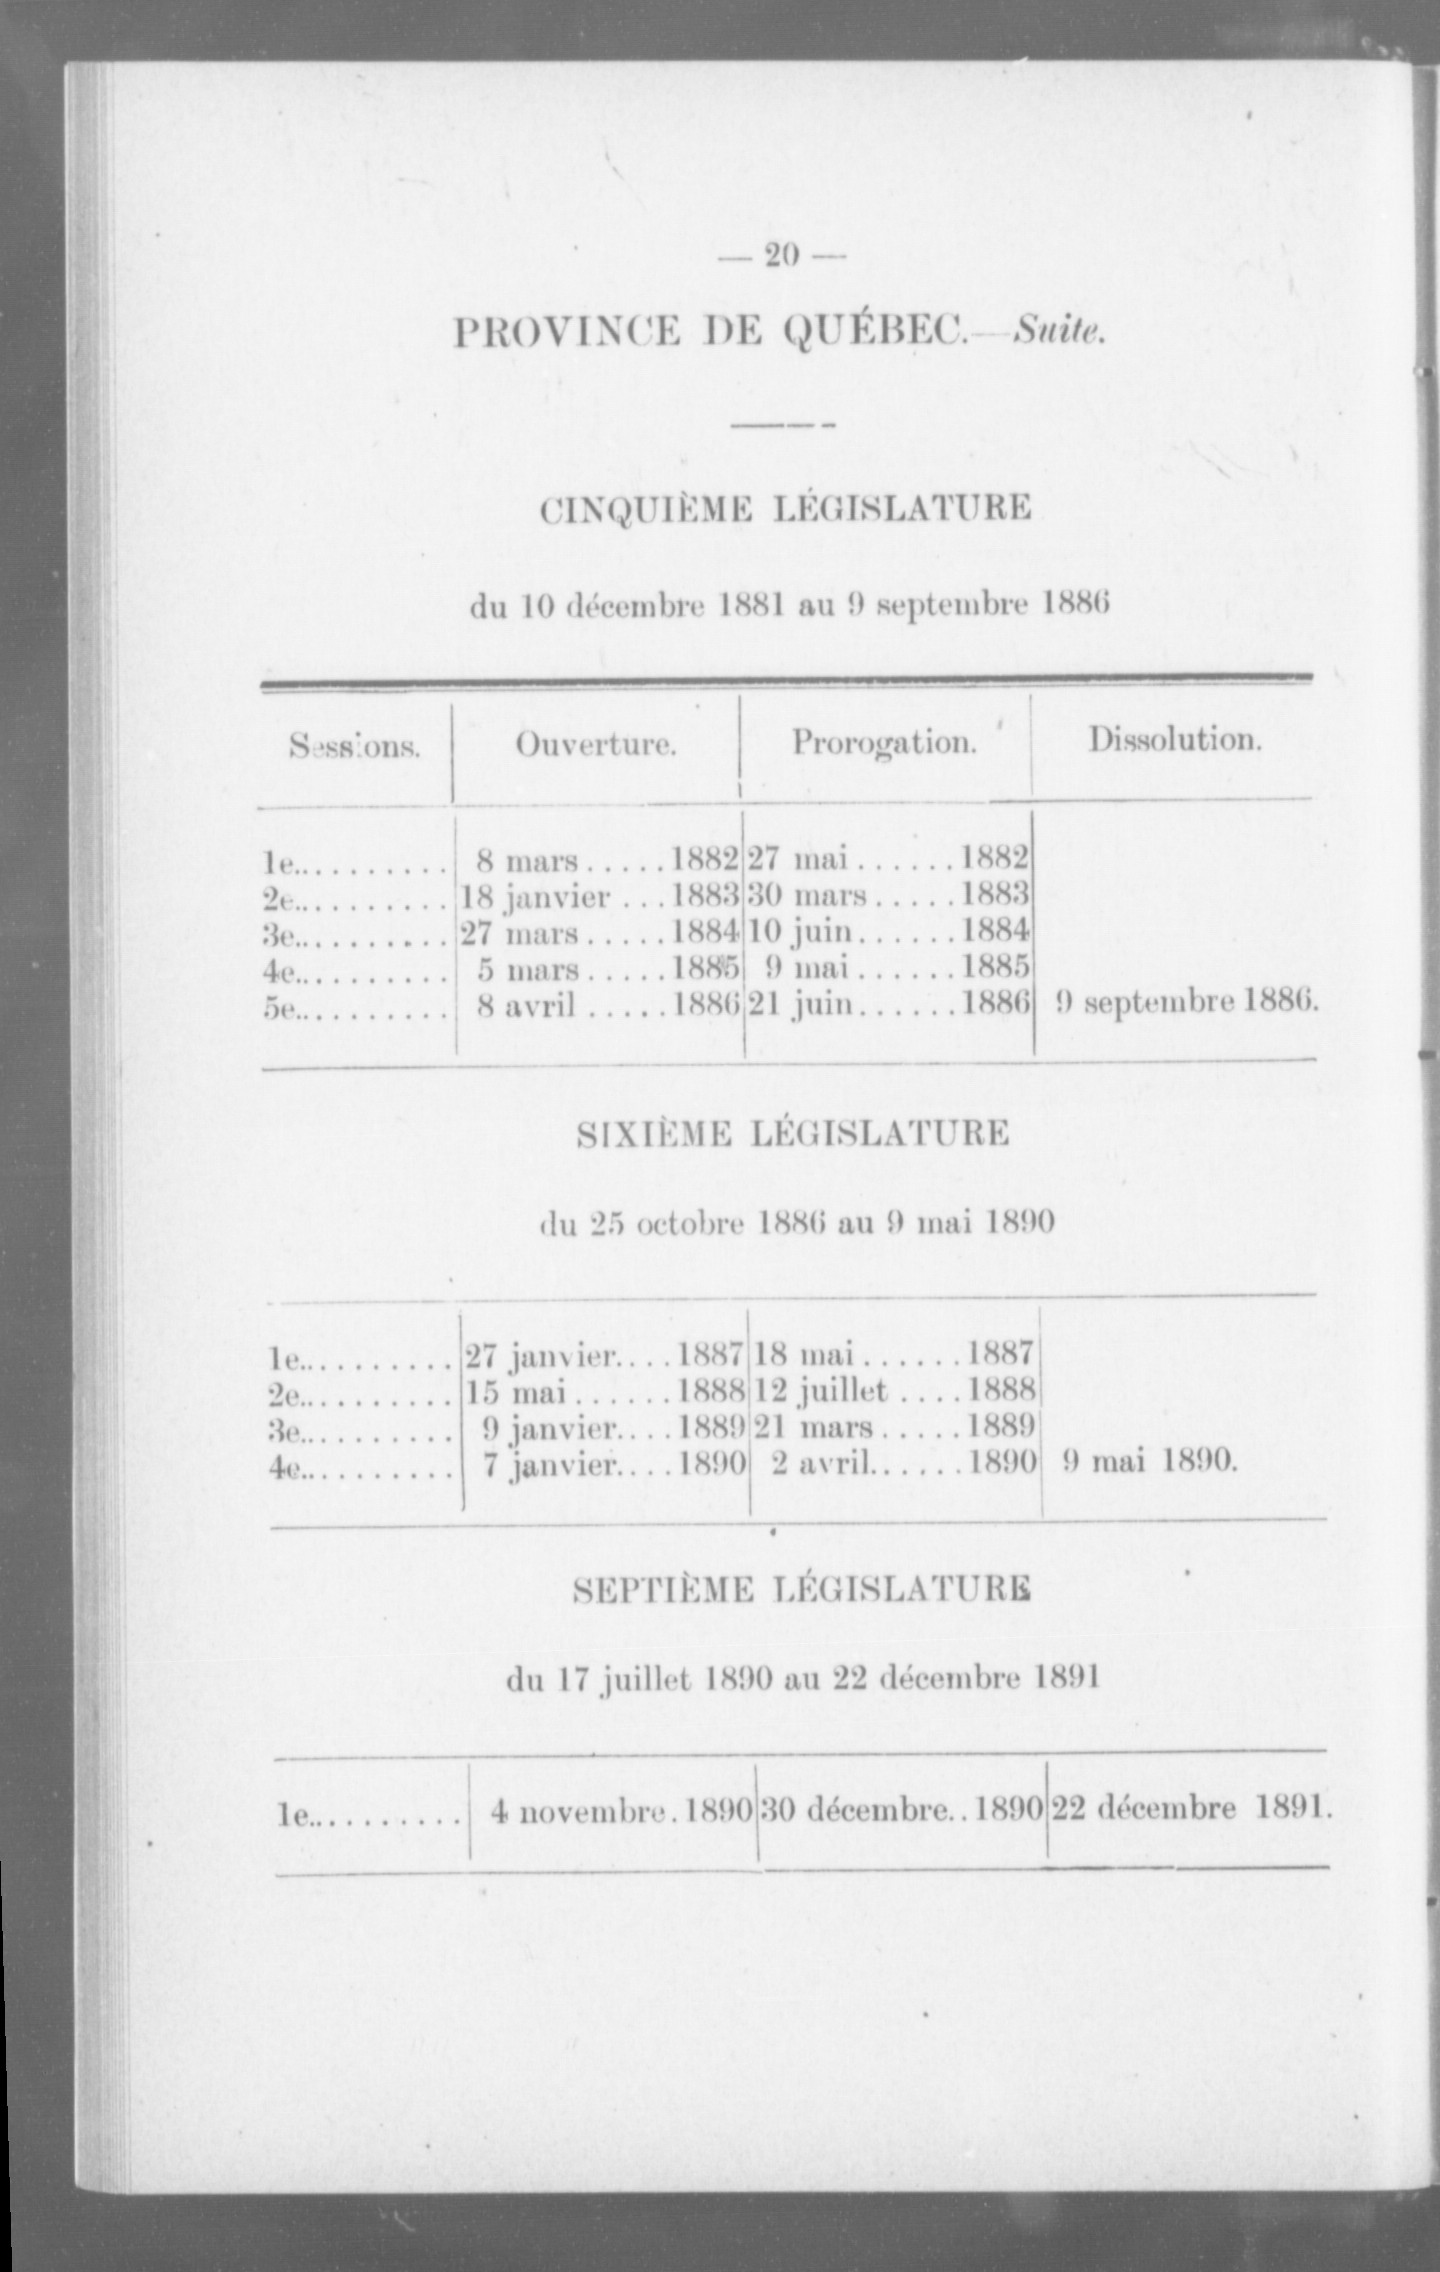 — 20 —
PROVINCE DE QUÉBEC.—Suite.
CINQUIÈME LÉGISLATURE
du 10 décembre 1881 au 9 septembre 1886
Sessions. Ouverture. Prorogation. Dissolution.
1e.......... 8 mars.....1882 27 mai......1882
2e.......... 18 janvier ...1883 30 mars.....1883
3e.......... 27 mars.....1884 10 juin......1884
4e.......... 5 mars.....1885 9 mai......1885
5e.......... 8 avril .....1886 21 juin......1886 9 septembre 1886.
SIXIÈME LÉGISLATURE
du 25 octobre 1886 au 9 mai 1890
1e.......... 27 janvier....1887 18 mai......1887
2e.......... 15 mai......1888 12 juillet ....1888
3e.......... 9 janvier....1889 21 mars.....1889
4e.......... 7 janvier....1890 2 avril......1890 9 mai 1890.
SEPTIÈME LÉGISLATURE
du 17 juillet 1890 au 22 décembre 1891
1e.......... 4 novembre.1890 30 décembre..1890 22 décembre 1891.